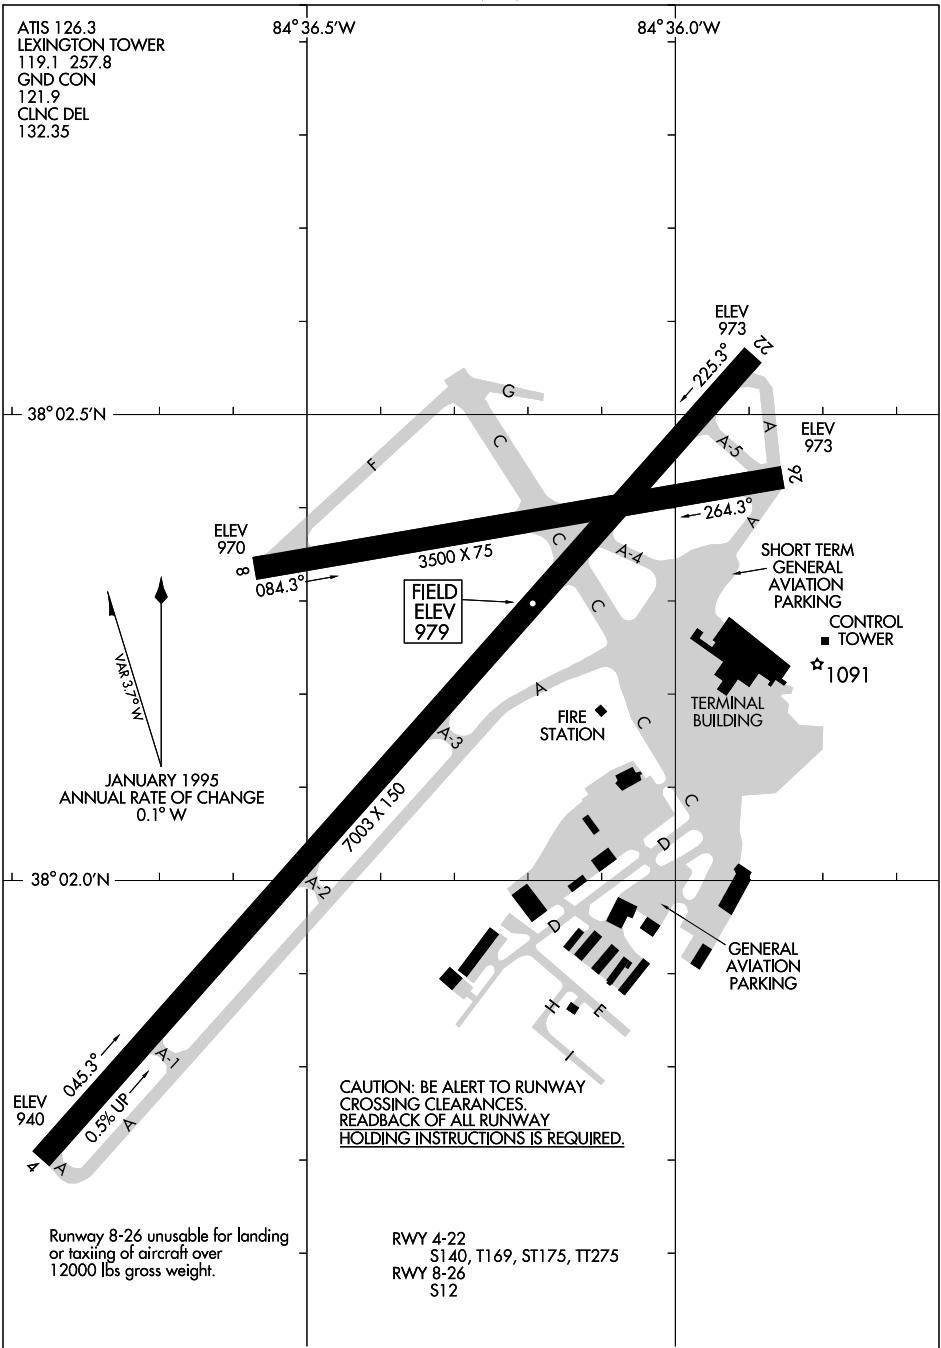 ATIS 126.3
LEXINGTON TOWER
119.1 257.8
GND CON
121.9
CLNC DEL
132.35
84°36.5'W
84°36.0'W
ELEV
973
22
225.3°
G
38°02.5'N
C
A
A-5
ELEV
973
F
26
264.3°
A
ELEV
970
8
084.3°
3500 X 75
C
A-4
SHORT TERM
GENERAL
AVIATION
PARKING
FIELD
ELEV
979
C
CONTROL
TOWER
1091
VAR 3.7° W
A
TERMINAL
BUILDING
FIRE
STATION
C
A-3
JANUARY 1995
ANNUAL RATE OF CHANGE
0.1° W
7003 X 150
C
D
38°02.0'N
A-2
D
GENERAL
AVIATION
PARKING
H
E
I
A-1
045.3°
0.5% UP
ELEV
940
A
4
A
CAUTION: BE ALERT TO RUNWAY
CROSSING CLEARANCES.
READBACK OF ALL RUNWAY
HOLDING INSTRUCTIONS IS REQUIRED.
Runway 8-26 unusable for landing
or taxiing of aircraft over
12000 lbs gross weight.
RWY 4-22
S140, T169, ST175, TT275
RWY 8-26
S12